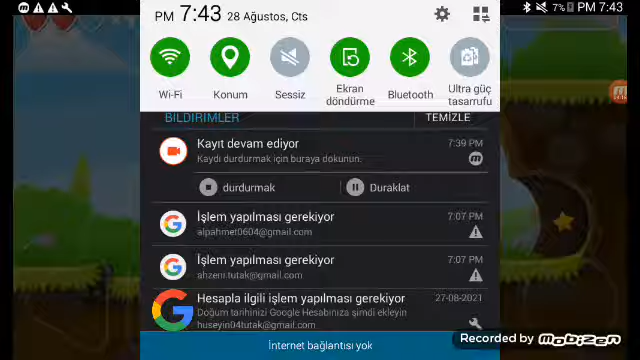 7% PM 7:43
PM 7:43 28 Ağustos, Cts
Wi-Fi
Konum
Sessiz
Ekran döndürme
Bluetooth
Ultra güç tasarrufu
BİLDİRİMLER
TEMİZLE
Kayıt devam ediyor
7:39 PM
Kaydı durdurmak için buraya dokunun.
durdurmak
Duraklat
İşlem yapılması gerekiyor
7:07 PM
alpahmet0604@gmail.com
İşlem yapılması gerekiyor
7:07 PM
ahzeni.tutak@gmail.com
Hesapla ilgili işlem yapılması gerekiyor
27-08-2021
Doğum tarihinizi Google Hesabınıza şimdi ekleyin
huseyin04tutak@gmail.com
Recorded by Mobizen
İnternet bağlantısı yok